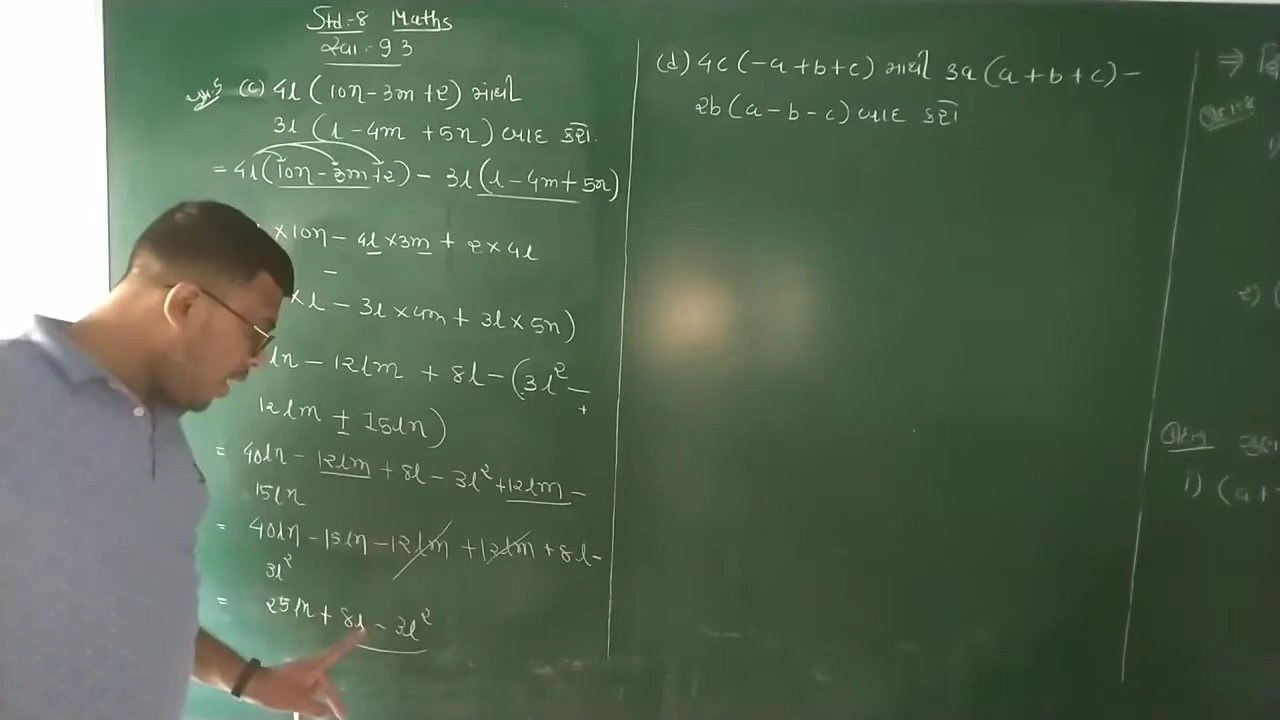 Std-8 Maths
સ્વા-93
(c) 4l (10n-3m+2) માંથી
3l (l-4m+5n) બાદ કરો.
= 4l(10n-3m+2) - 3l(l-4m+5n)
×10n - 4l×3m + 2×4l
-
×l - 3l×4m + 3l×5n)
ln - 12lm + 8l - (3l² -
+
12lm ± 15ln)
= 40ln - 12lm + 8l - 3l² + 12lm -
15ln
= 40ln - 15ln - 12lm + 12lm + 8l -
3l²
= 25ln + 8l - 3l²
(d) 4c (-a+b+c) માંથી 3a(a+b+c) -
2b(a-b-c) બાદ કરો
⇒
1) (a+